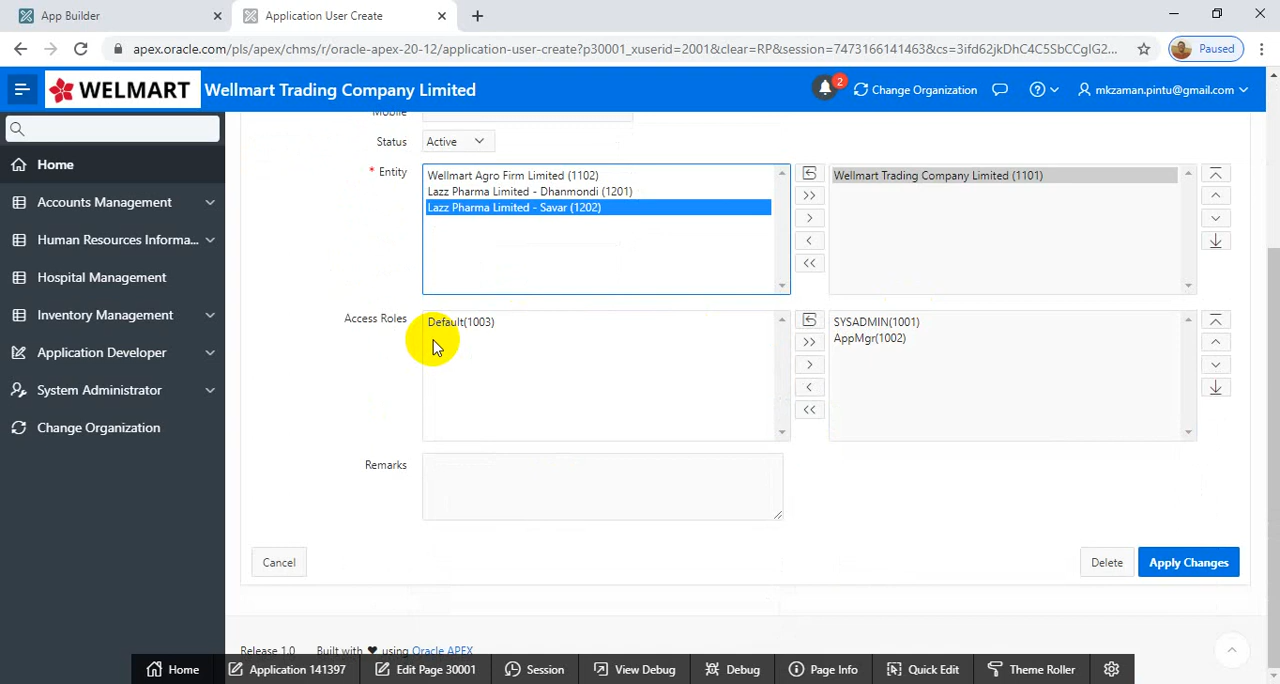 App Builder
Application User Create
apex.oracle.com/pls/apex/chms/r/oracle-apex-20-12/application-user-create?p30001_xuserid=2001&clear=RP&session=7473166141463&cs=3ifd62jkDhC4C5SbCCglG2...
Paused
WELMART
Wellmart Trading Company Limited
2
Change Organization
mkzaman.pintu@gmail.com
Home
Accounts Management
Human Resources Informa...
Hospital Management
Inventory Management
Application Developer
System Administrator
Change Organization
Mobile
Status
Active
* Entity
Wellmart Agro Firm Limited (1102)
Lazz Pharma Limited - Dhanmondi (1201)
Lazz Pharma Limited - Savar (1202)
Wellmart Trading Company Limited (1101)
Access Roles
Default(1003)
SYSADMIN(1001)
AppMgr(1002)
Remarks
Cancel
Delete
Apply Changes
Release 1.0
Built with ❤ using Oracle APEX
Home
Application 141397
Edit Page 30001
Session
View Debug
Debug
Page Info
Quick Edit
Theme Roller